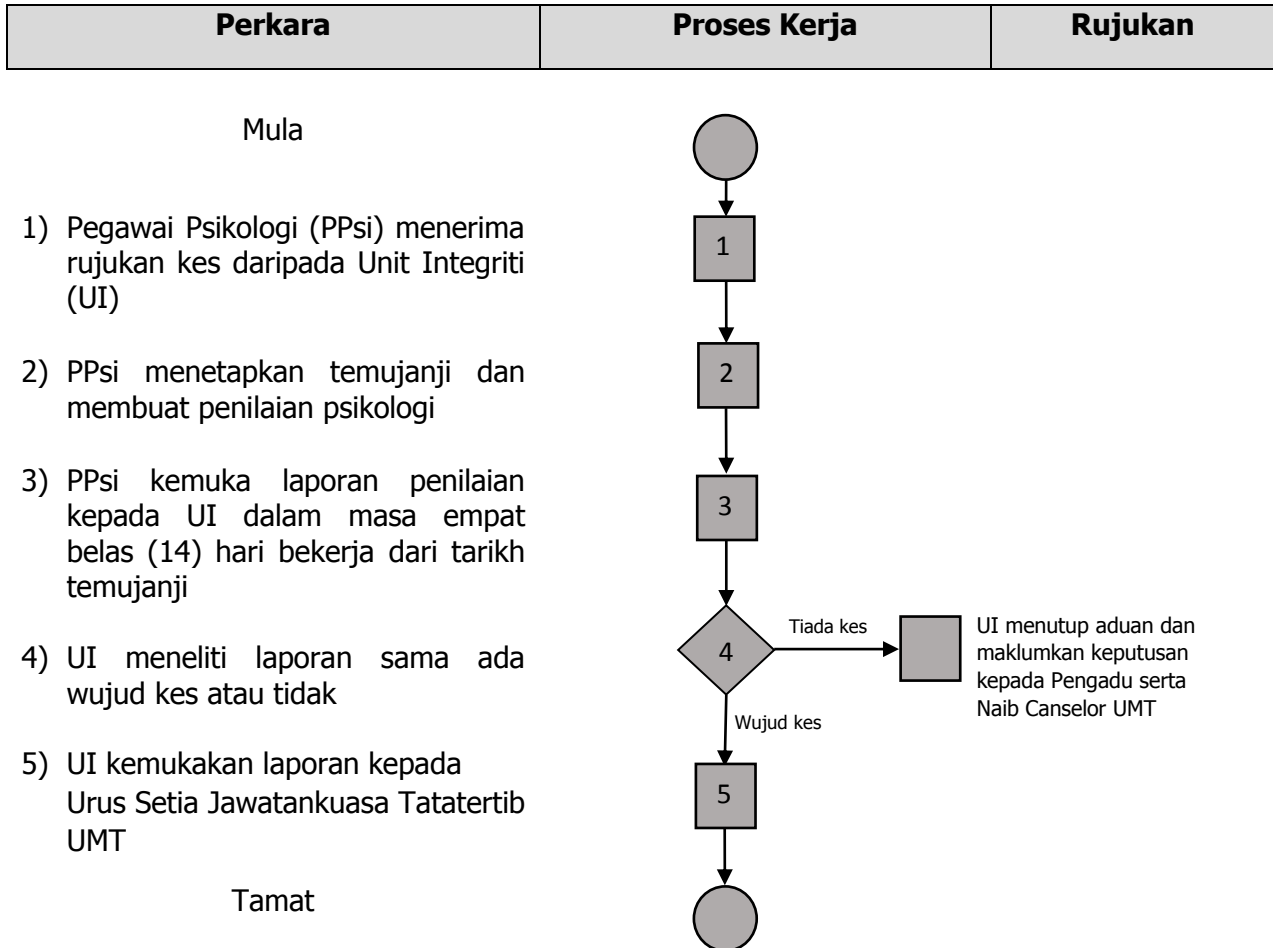 Perkara Proses Kerja Rujukan
Mula
1) Pegawai Psikologi (PPsi) menerima
rujukan kes daripada Unit Integriti
(UI)
1
2) PPsi menetapkan temujanji dan
membuat penilaian psikologi
2
3) PPsi kemuka laporan penilaian
kepada UI dalam masa empat
belas (14) hari bekerja dari tarikh
temujanji
3
4) UI meneliti laporan sama ada
wujud kes atau tidak
4
Tiada kes
UI menutup aduan dan
maklumkan keputusan
kepada Pengadu serta
Naib Canselor UMT
Wujud kes
5) UI kemukakan laporan kepada
Urus Setia Jawatankuasa Tatatertib
UMT
5
Tamat